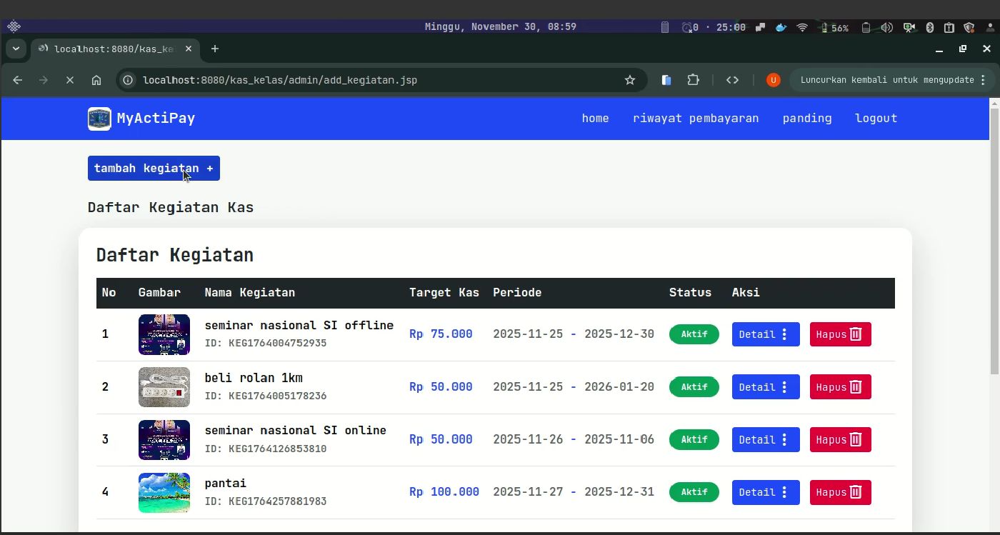 Minggu, November 30, 08:59
0 · 25:00
56%
localhost:8080/kas_ke
localhost:8080/kas_kelas/admin/add_kegiatan.jsp
U
Luncurkan kembali untuk mengupdate
MyActiPay
home riwayat pembayaran panding logout
tambah kegiatan +
Daftar Kegiatan Kas
Daftar Kegiatan
No Gambar Nama Kegiatan Target Kas Periode Status Aksi
1 seminar nasional SI offline Rp 75.000 2025-11-25 - 2025-12-30 Aktif Detail Hapus
ID: KEG1764004752935
2 beli rolan 1km Rp 50.000 2025-11-25 - 2026-01-20 Aktif Detail Hapus
ID: KEG1764005178236
3 seminar nasional SI online Rp 50.000 2025-11-26 - 2025-11-06 Aktif Detail Hapus
ID: KEG1764126853810
4 pantai Rp 100.000 2025-11-27 - 2025-12-31 Aktif Detail Hapus
ID: KEG1764257881983